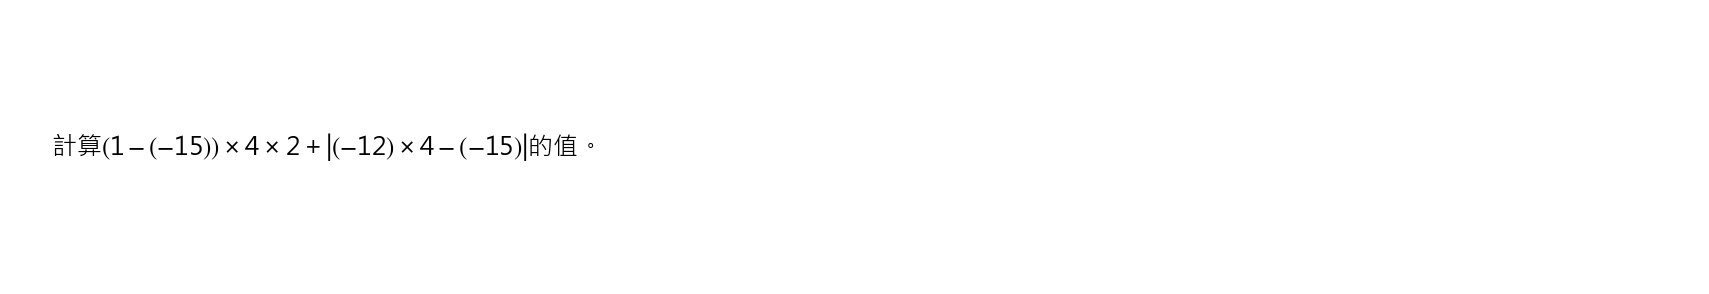 計算(1 – (–15)) × 4 × 2 + |(–12) × 4 – (–15)|的值。